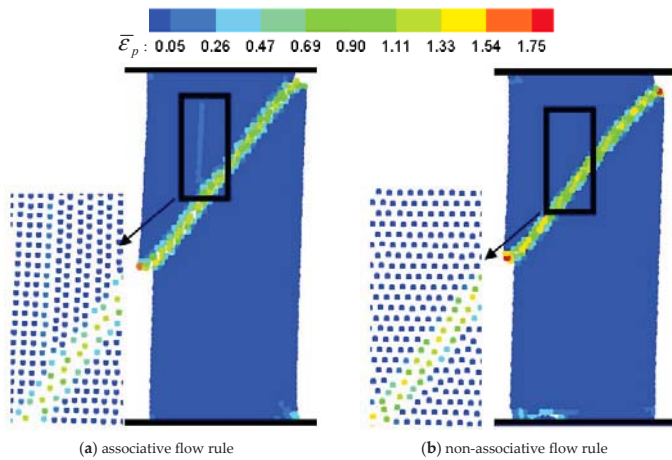 ε̅p : 0.05 0.26 0.47 0.69 0.90 1.11 1.33 1.54 1.75
(a) associative flow rule
(b) non-associative flow rule